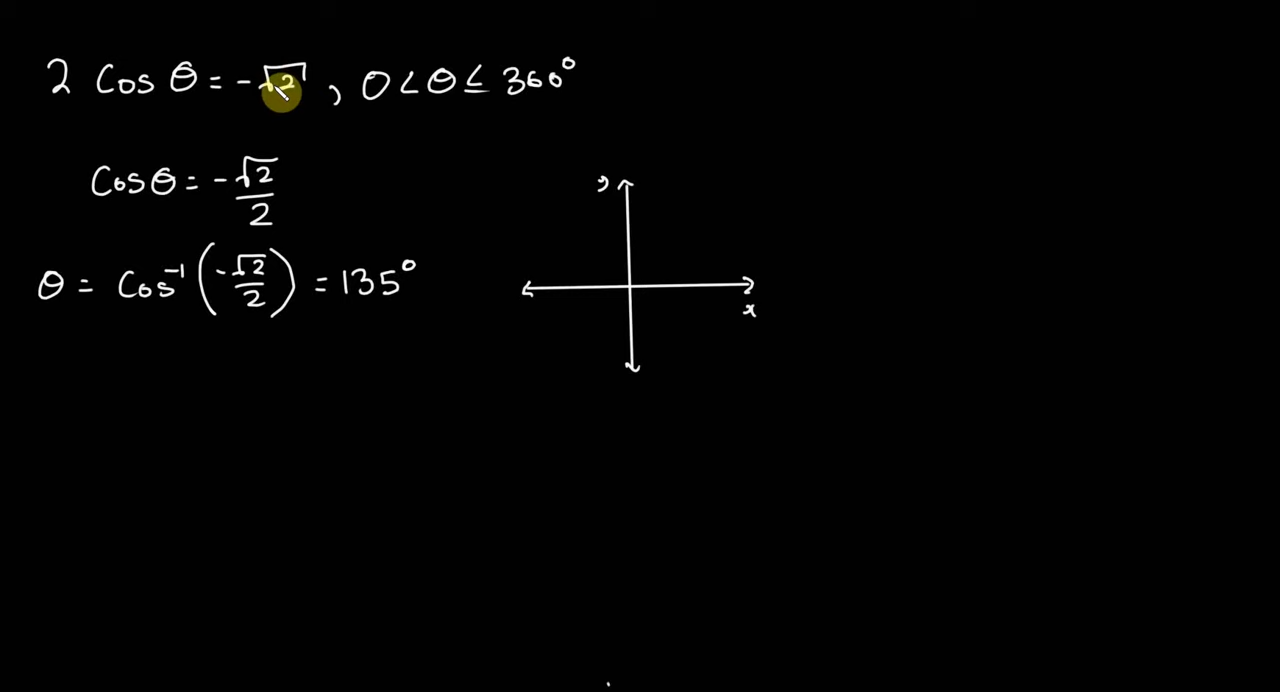 2 Cos θ = -√2 , 0 < θ ≤ 360°
Cos θ = -√2/2
θ = Cos⁻¹ (-√2/2) = 135°
y
x